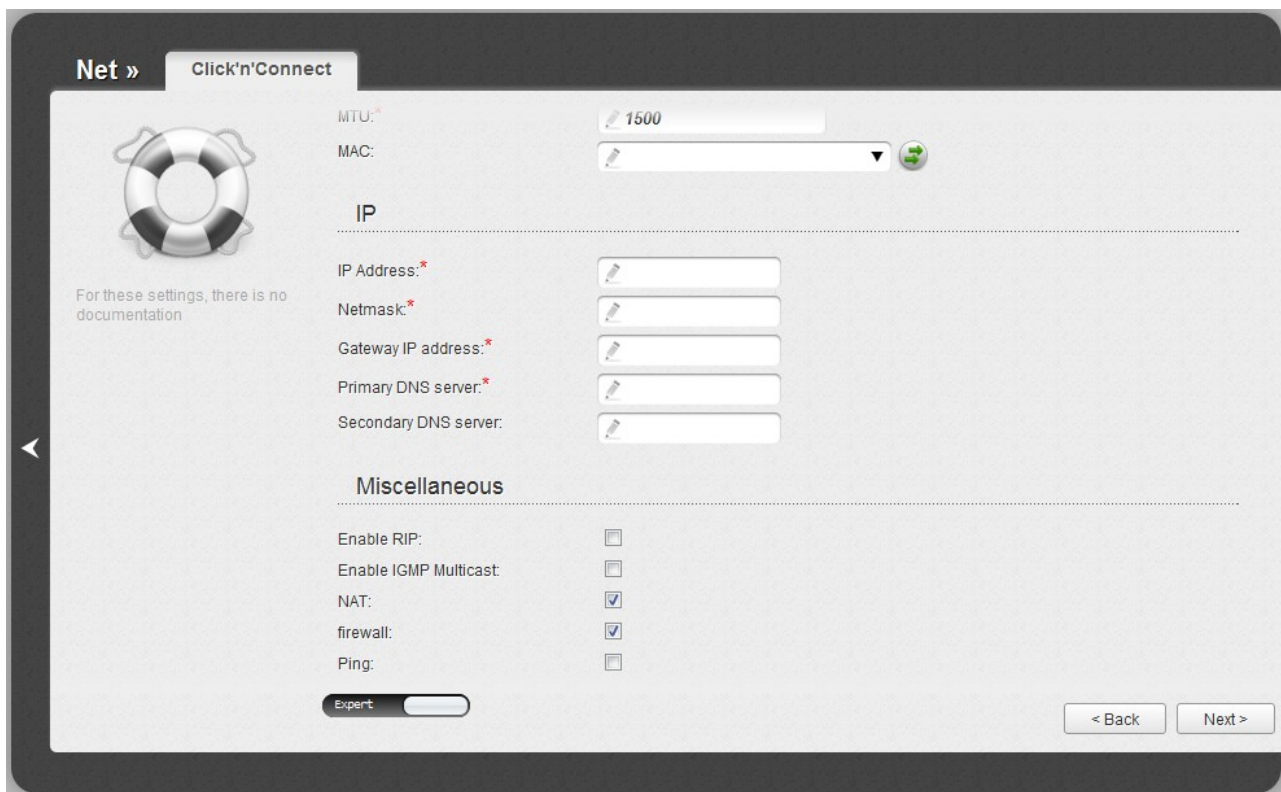 Net »
Click'n'Connect
MTU:*
1500
MAC:
For these settings, there is no
documentation
IP
IP Address:*
Netmask:*
Gateway IP address:*
Primary DNS server:*
Secondary DNS server:
Miscellaneous
Enable RIP:
Enable IGMP Multicast:
NAT:
firewall:
Ping:
Expert
< Back
Next >